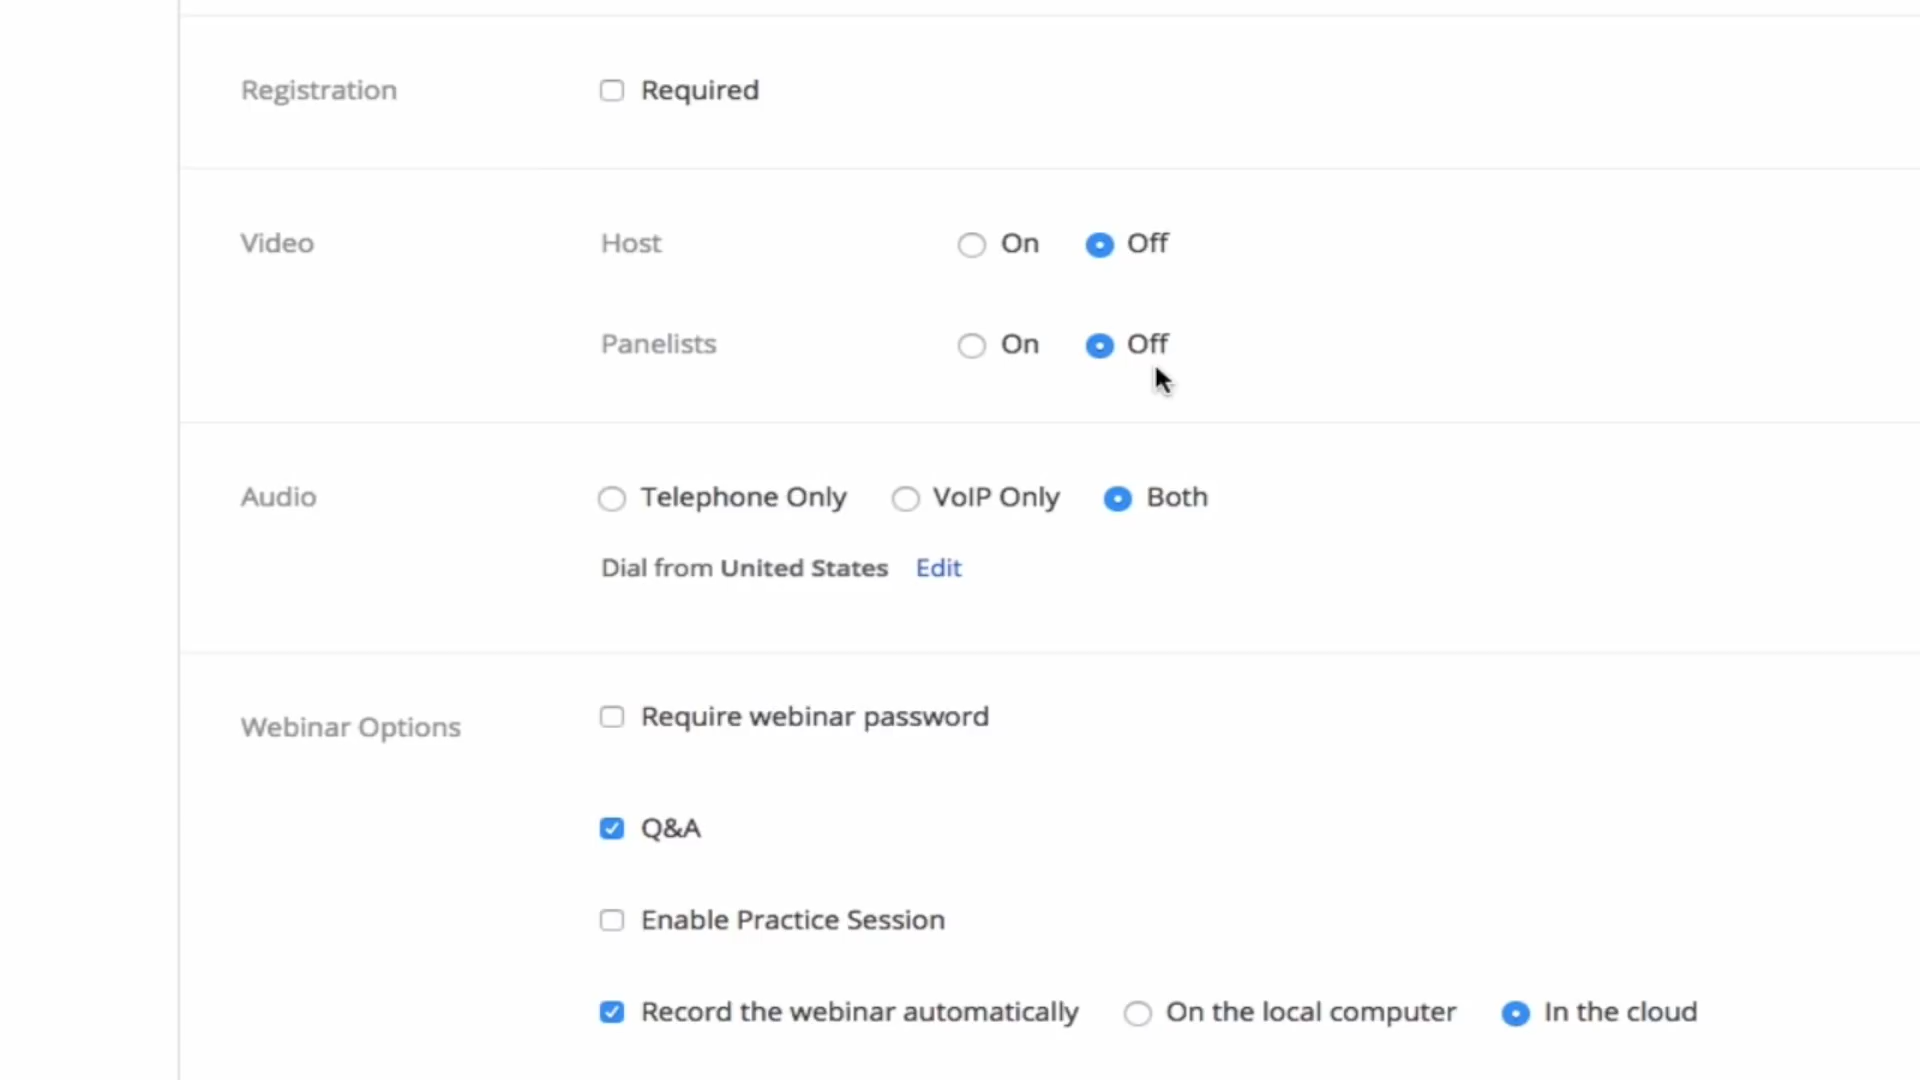 Registration Required
Video Host On Off
Panelists On Off
Audio Telephone Only VoIP Only Both
Dial from United States Edit
Webinar Options Require webinar password
Q&A
Enable Practice Session
Record the webinar automatically On the local computer In the cloud